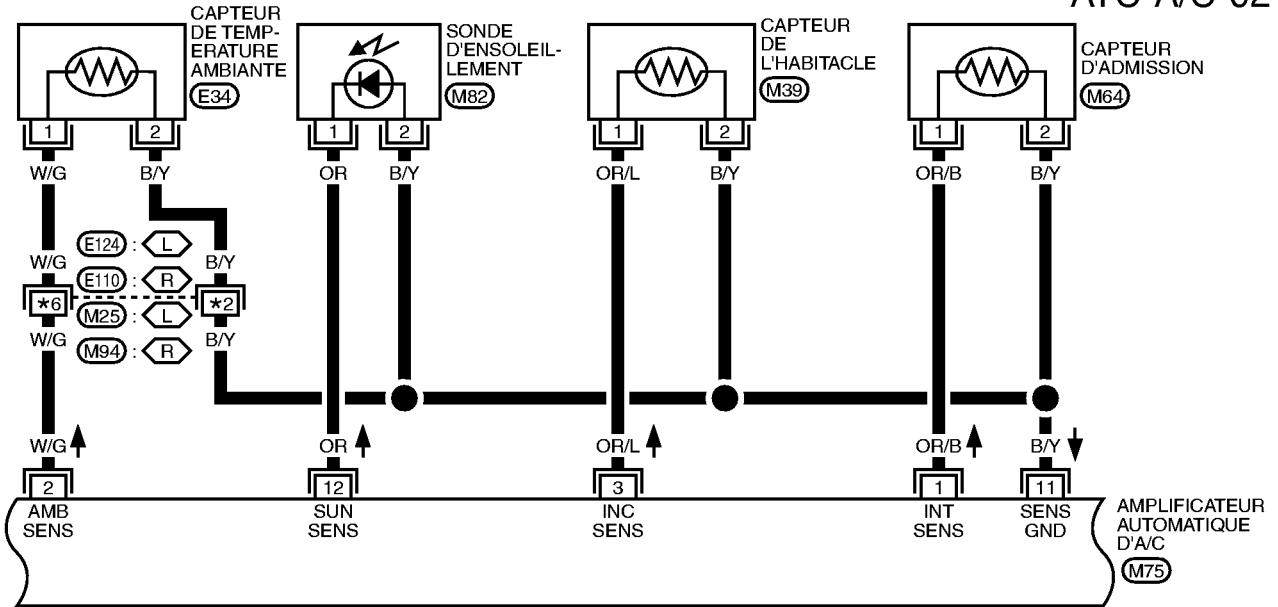 ATC-A/C-02
CAPTEUR
DE TEMP-
ERATURE
AMBIANTE
E34
SONDE
D'ENSOLEIL-
LEMENT
M82
CAPTEUR
DE
L'HABITACLE
M39
CAPTEUR
D'ADMISSION
M64
1 2 1 2 1 2 1 2
W/G B/Y OR B/Y OR/L B/Y OR/B B/Y
E124 : L
W/G B/Y
E110 : R
*6 *2
M25 : L
W/G B/Y
M94 : R
W/G OR OR/L OR/B B/Y
2 12 3 1 11
AMB SENS
SUN SENS
INC SENS
INT SENS
SENS GND
AMPLIFICATEUR
AUTOMATIQUE
D'A/C
M75